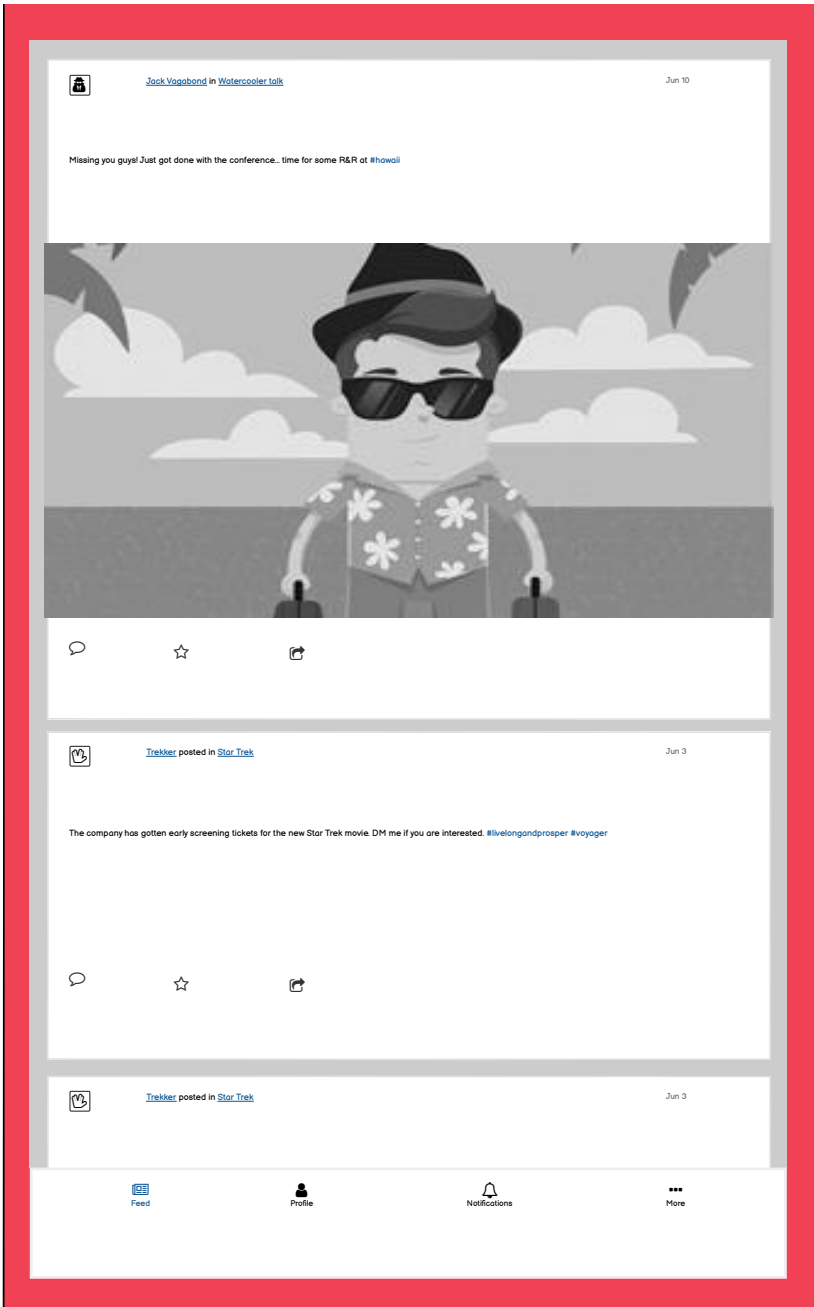 Jack Vagabond in Watercooler talk
Jun 10
Missing you guys! Just got done with the conference... time for some R&R at #hawaii
Trekker posted in Star Trek
Jun 3
The company has gotten early screening tickets for the new Star Trek movie. DM me if you are interested. #livelongandprosper #voyager
Trekker posted in Star Trek
Jun 3
Feed
Profile
Notifications
More